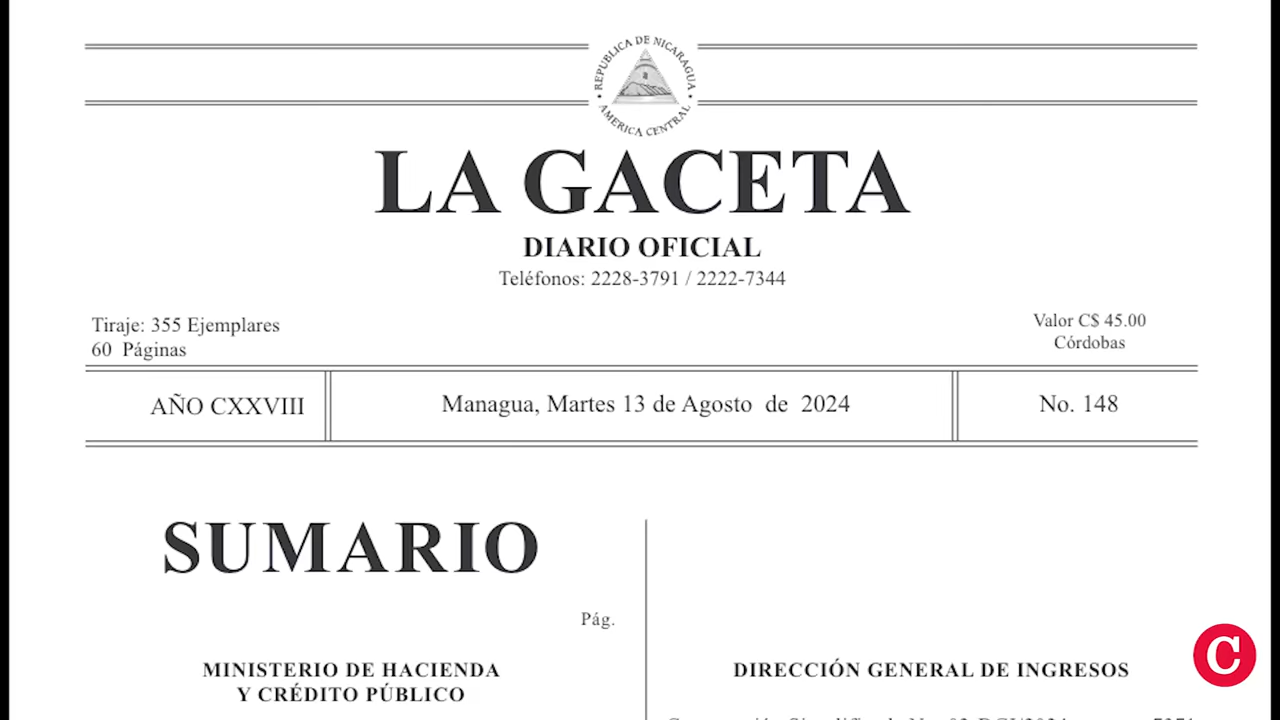 REPUBLICA DE NICARAGUA
AMERICA CENTRAL
LA GACETA
DIARIO OFICIAL
Teléfonos: 2228-3791 / 2222-7344
Tiraje: 355 Ejemplares
60 Páginas
Valor C$ 45.00
Córdobas
AÑO CXXVIII
Managua, Martes 13 de Agosto de 2024
No. 148
SUMARIO
Pág.
MINISTERIO DE HACIENDA
Y CRÉDITO PÚBLICO
DIRECCIÓN GENERAL DE INGRESOS
C